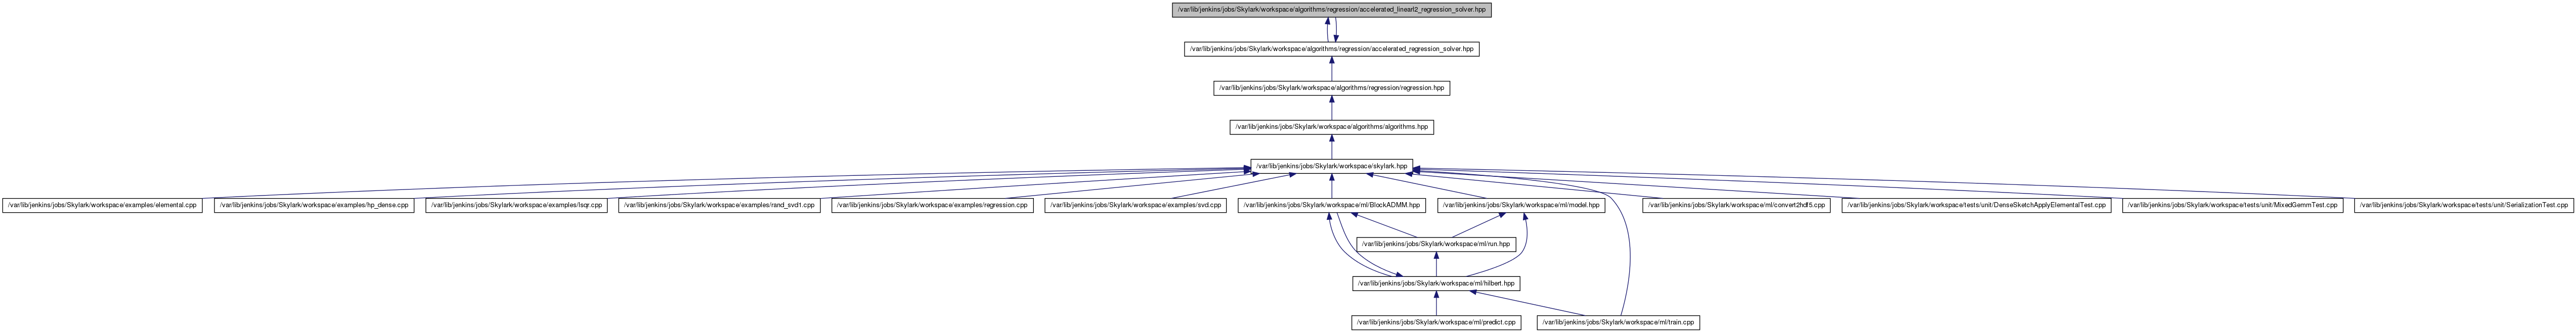 /var/lib/jenkins/jobs/Skylark/workspace/algorithms/regression/accelerated_linearl2_regression_solver.hpp
/var/lib/jenkins/jobs/Skylark/workspace/algorithms/regression/accelerated_regression_solver.hpp
/var/lib/jenkins/jobs/Skylark/workspace/algorithms/regression/regression.hpp
/var/lib/jenkins/jobs/Skylark/workspace/algorithms/algorithms.hpp
/var/lib/jenkins/jobs/Skylark/workspace/skylark.hpp
/var/lib/jenkins/jobs/Skylark/workspace/examples/elemental.cpp
/var/lib/jenkins/jobs/Skylark/workspace/examples/hp_dense.cpp
/var/lib/jenkins/jobs/Skylark/workspace/examples/lsqr.cpp
/var/lib/jenkins/jobs/Skylark/workspace/examples/rand_svd1.cpp
/var/lib/jenkins/jobs/Skylark/workspace/examples/regression.cpp
/var/lib/jenkins/jobs/Skylark/workspace/examples/svd.cpp
/var/lib/jenkins/jobs/Skylark/workspace/ml/BlockADMM.hpp
/var/lib/jenkins/jobs/Skylark/workspace/ml/model.hpp
/var/lib/jenkins/jobs/Skylark/workspace/ml/convert2hdf5.cpp
/var/lib/jenkins/jobs/Skylark/workspace/tests/unit/DenseSketchApplyElementalTest.cpp
/var/lib/jenkins/jobs/Skylark/workspace/tests/unit/MixedGemmTest.cpp
/var/lib/jenkins/jobs/Skylark/workspace/tests/unit/SerializationTest.cpp
/var/lib/jenkins/jobs/Skylark/workspace/ml/run.hpp
/var/lib/jenkins/jobs/Skylark/workspace/ml/hilbert.hpp
/var/lib/jenkins/jobs/Skylark/workspace/ml/predict.cpp
/var/lib/jenkins/jobs/Skylark/workspace/ml/train.cpp